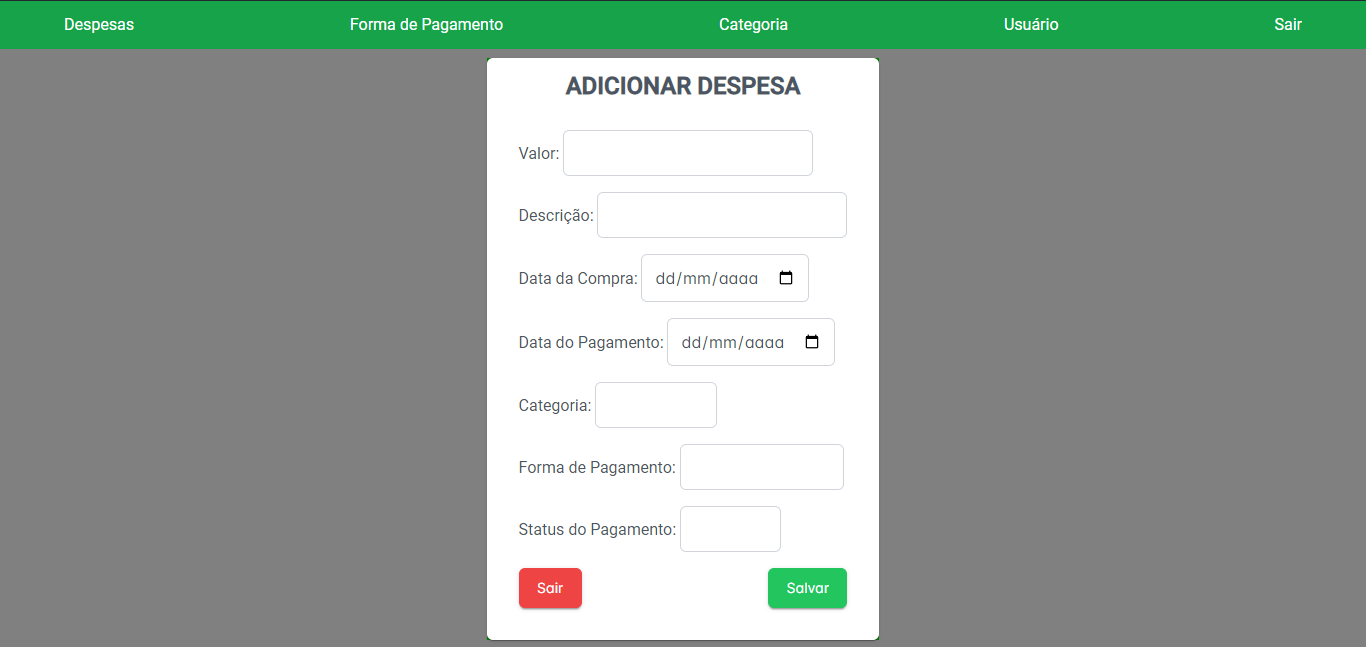 Despesas Forma de Pagamento Categoria Usuário Sair
ADICIONAR DESPESA
Valor:
Descrição:
Data da Compra: dd/mm/aaaa
Data do Pagamento: dd/mm/aaaa
Categoria:
Forma de Pagamento:
Status do Pagamento:
Sair Salvar